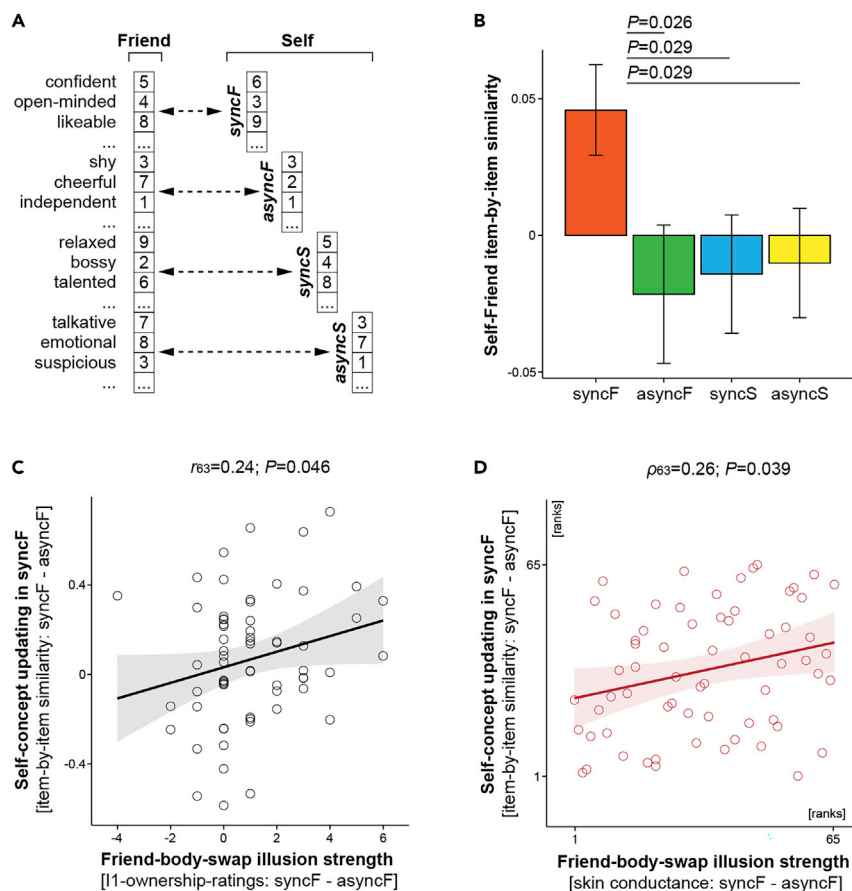 A
Friend Self
confident 5 6
open-minded 4 3
likeable 8 9
... ... ...
syncF
shy 3 3
cheerful 7 2
independent 1 1
... ... ...
asyncF
relaxed 9 5
bossy 2 4
talented 6 8
... ... ...
syncS
talkative 7 3
emotional 8 7
suspicious 3 1
... ... ...
asyncS
B
P=0.026
P=0.029
P=0.029
Self-Friend item-by-item similarity
0.05
0
-0.05
syncF asyncF syncS asyncS
C
r63=0.24; P=0.046
Self-concept updating in syncF
[item-by-item similarity: syncF - asyncF]
0.4
0
-0.4
-4 -2 0 2 4 6
Friend-body-swap illusion strength
[I1-ownership-ratings: syncF - asyncF]
D
ρ63=0.26; P=0.039
Self-concept updating in syncF
[item-by-item similarity: syncF - asyncF]
[ranks]
65
1
[ranks]
1 65
Friend-body-swap illusion strength
[skin conductance: syncF - asyncF]